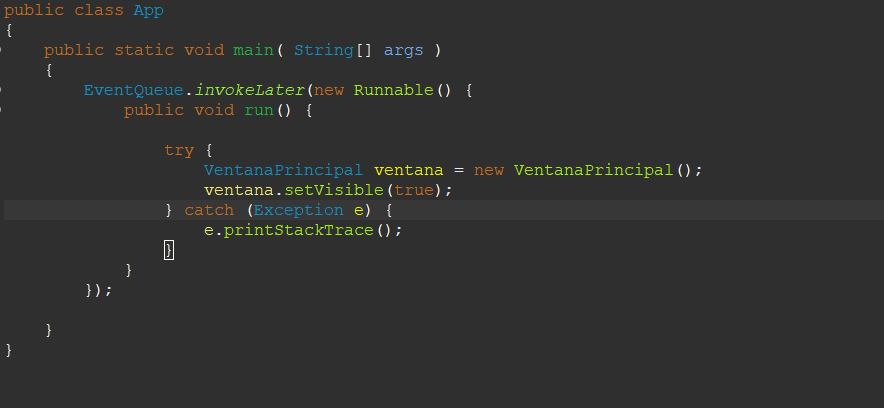 public class App
{
    public static void main( String[] args )
    {
        EventQueue.invokeLater(new Runnable() {
            public void run() {

                try {
                    VentanaPrincipal ventana = new VentanaPrincipal();
                    ventana.setVisible(true);
                } catch (Exception e) {
                    e.printStackTrace();
                }
            }
        });

    }
}